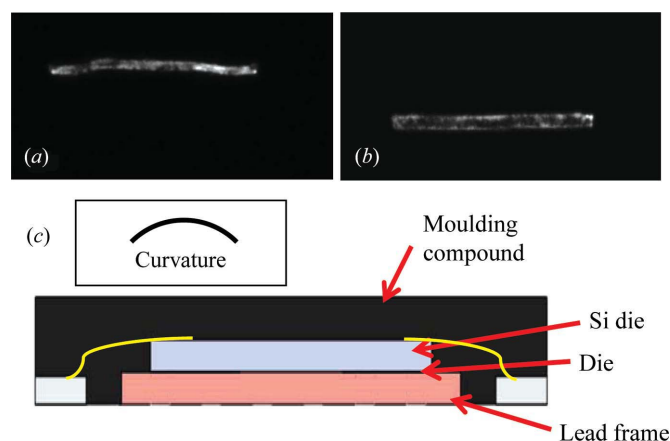 (a)
(b)
(c)
Curvature
Moulding
compound
Si die
Die
Lead frame